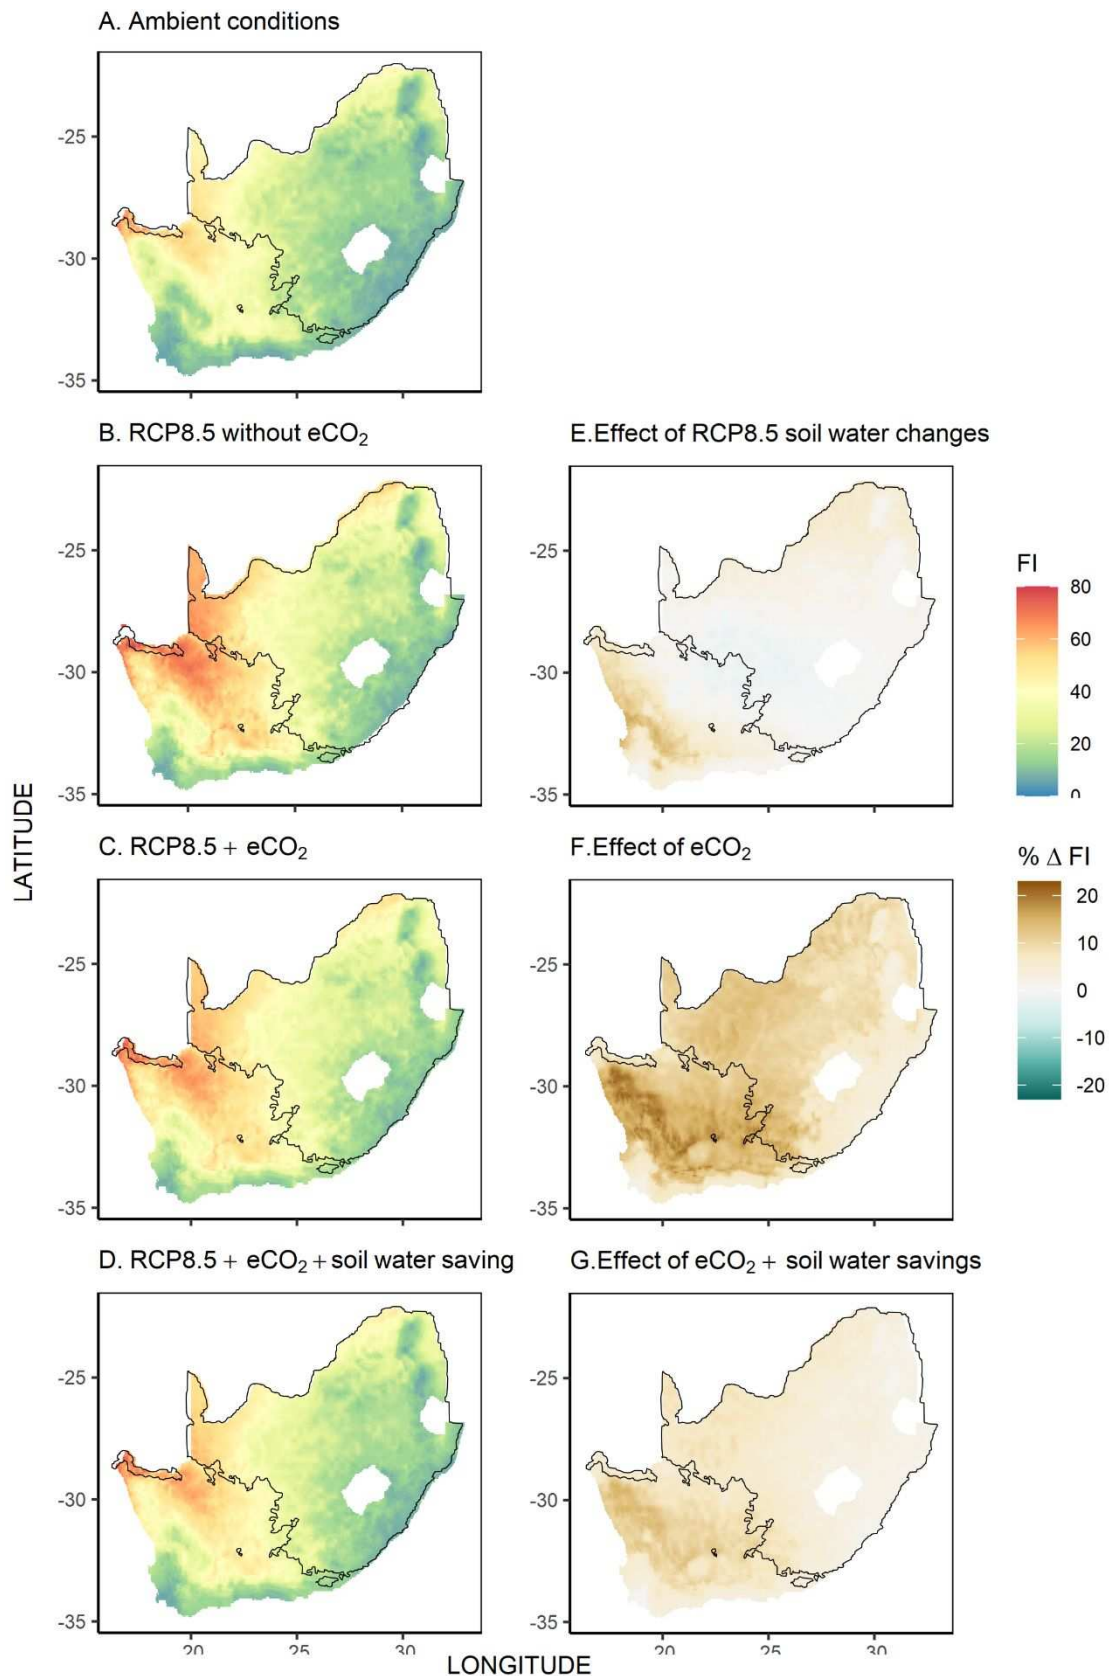 A. Ambient conditions
-25
-30
-35
B. RCP8.5 without eCO₂
E.Effect of RCP8.5 soil water changes
-25
-30
-35
-25
-30
-35
FI
80
60
40
20
0
LATITUDE
C. RCP8.5 + eCO₂
F.Effect of eCO₂
% Δ FI
20
10
0
-10
-20
-25
-30
-35
-25
-30
-35
D. RCP8.5 + eCO₂ + soil water saving
G.Effect of eCO₂ + soil water savings
-25
-30
-35
-25
-30
-35
20 25 30 20 25 30
LONGITUDE